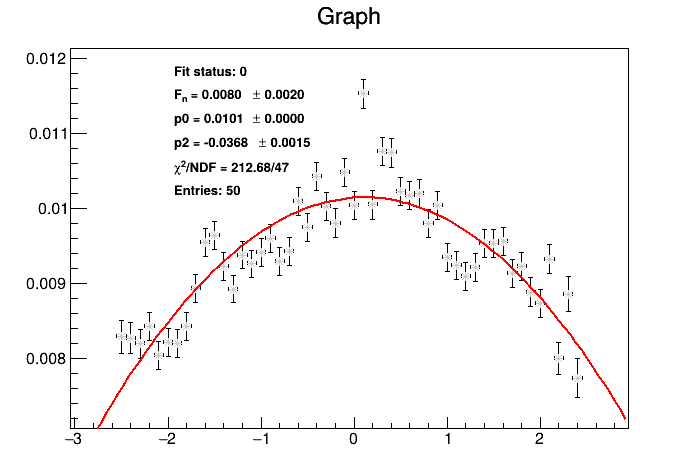 Graph
0.012
0.011
0.01
0.009
0.008
Fit status: 0
Fn = 0.0080 ± 0.0020
p0 = 0.0101 ± 0.0000
p2 = -0.0368 ± 0.0015
χ²/NDF = 212.68/47
Entries: 50
−3 −2 −1 0 1 2